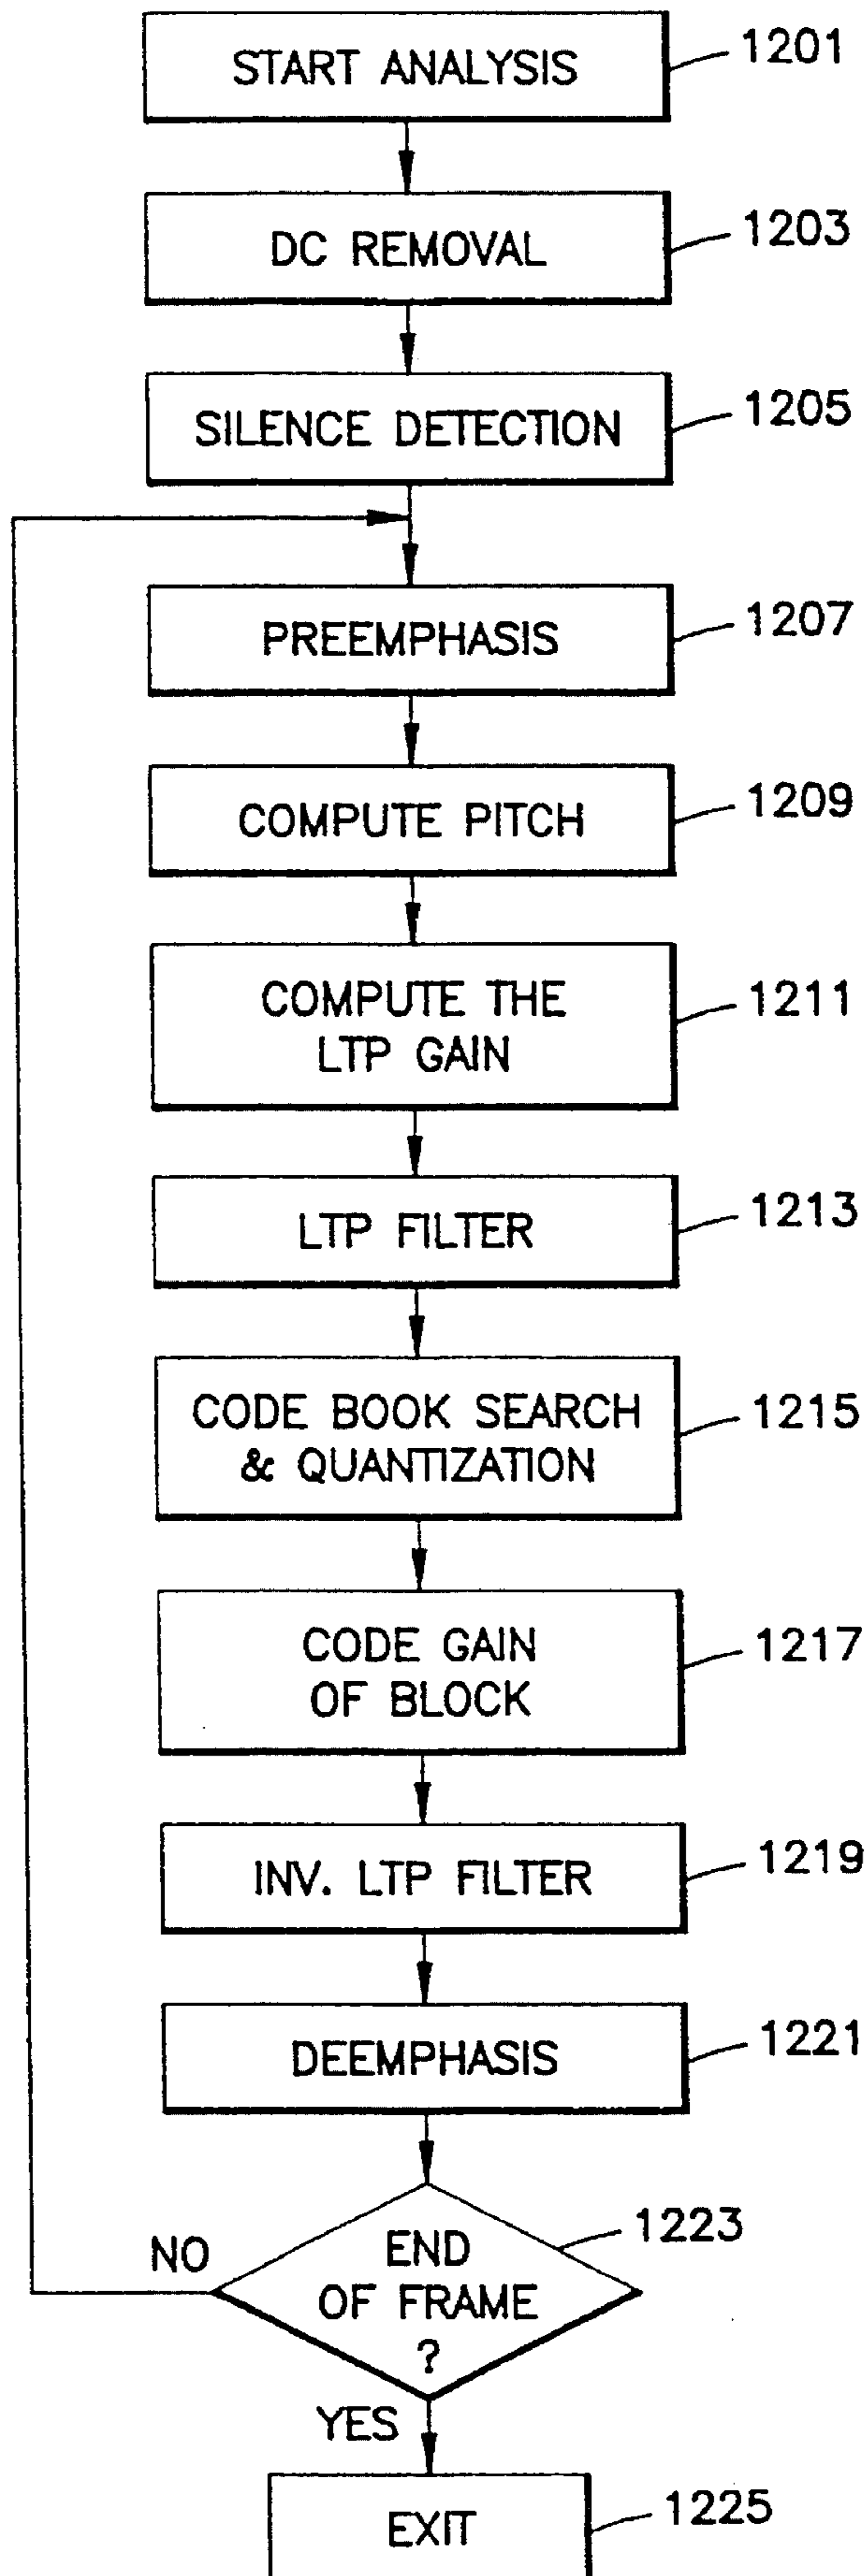 START ANALYSIS 1201
DC REMOVAL 1203
SILENCE DETECTION 1205
PREEMPHASIS 1207
COMPUTE PITCH 1209
COMPUTE THE 1211
LTP GAIN
LTP FILTER 1213
CODE BOOK SEARCH 1215
& QUANTIZATION
CODE GAIN 1217
OF BLOCK
INV. LTP FILTER 1219
DEEMPHASIS 1221
END 1223
NO
OF FRAME
?
YES
EXIT 1225